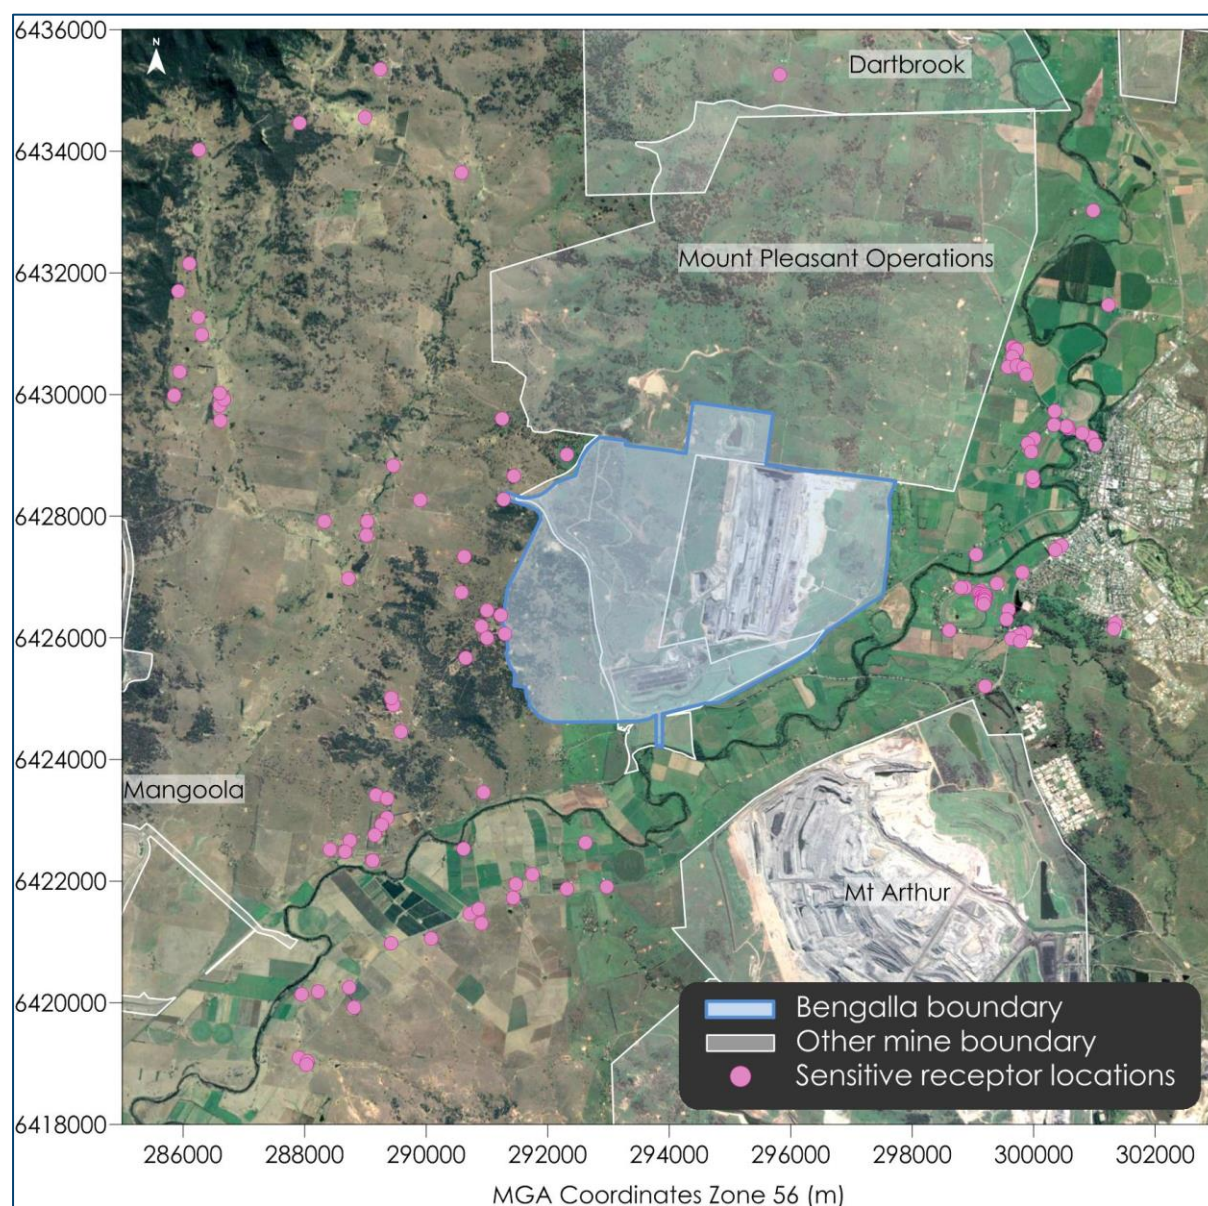 6436000
N
Dartbrook
6434000
Mount Pleasant Operations
6432000
6430000
6428000
6426000
6424000
Mangoola
6422000
Mt Arthur
6420000
Bengalla boundary
Other mine boundary
Sensitive receptor locations
6418000
286000 288000 290000 292000 294000 296000 298000 300000 302000
MGA Coordinates Zone 56 (m)